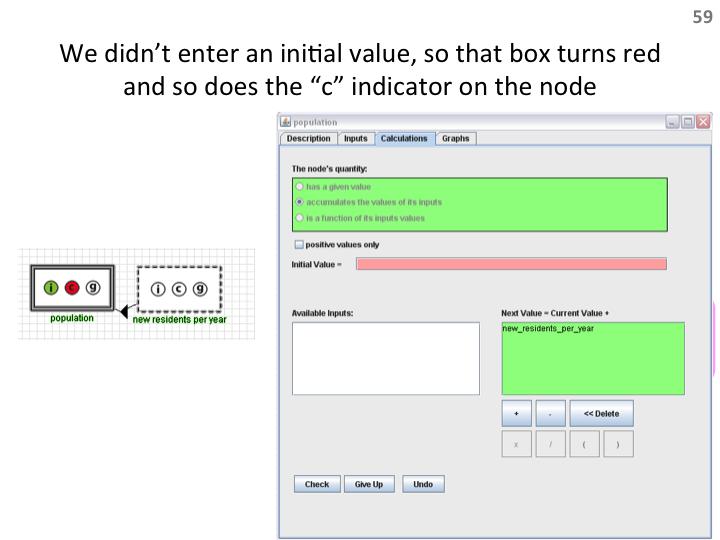 59
We didn’t enter an initial value, so that box turns red
and so does the “c” indicator on the node
population
Description Inputs Calculations Graphs
The node's quantity:
has a given value
accumulates the values of its inputs
is a function of its inputs values
positive values only
Initial Value =
i c g i c g
population new residents per year
Available Inputs: Next Value = Current Value +
new_residents_per_year
+ - << Delete
x / ( )
Check Give Up Undo